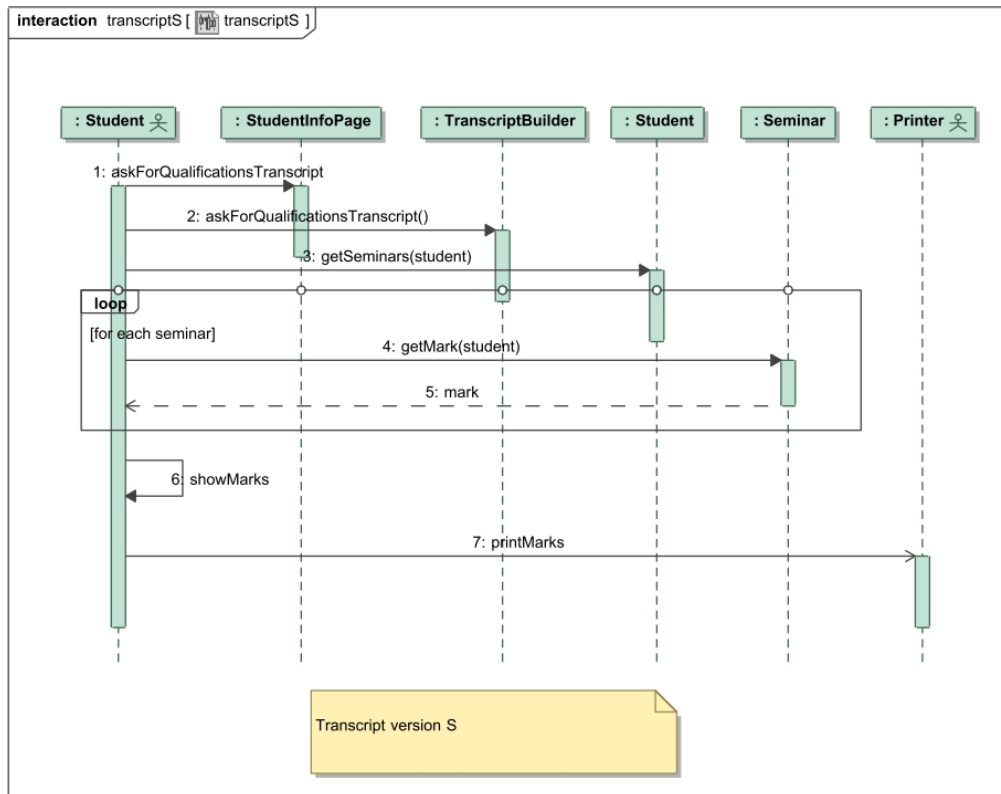 interaction transcriptS [ transcriptS ]
: Student
: StudentInfoPage
: TranscriptBuilder
: Student
: Seminar
: Printer
1: askForQualificationsTranscript
2: askForQualificationsTranscript()
3: getSeminars(student)
loop
[for each seminar]
4: getMark(student)
5: mark
6: showMarks
7: printMarks
Transcript version S